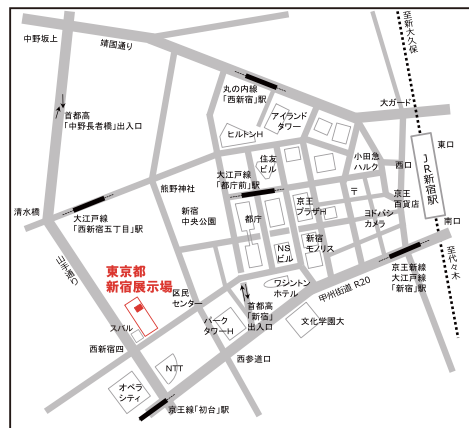 至新大久保
中野坂上
靖国通り
丸の内線
「西新宿」駅
大ガード
首都高
「中野長者橋」出入口
アイランド
タワー
ヒルトンH
小田急
ハルク
東口
西口
JR新宿駅
住友
ビル
大江戸線
「都庁前」駅
熊野神社
〒
京王
百貨店
清水橋
大江戸線
「西新宿五丁目」駅
新宿
中央公園
都庁
京王
プラザH
ヨドバシ
カメラ
南口
山手通り
NS
ビル
新宿
モノリス
至代々木
東京都
新宿展示場
京王新線
大江戸線
「新宿」駅
区民
センター
ワシントン
ホテル
甲州街道 R20
首都高
「新宿」
出入口
スバル
パーク
タワーH
文化学園大
西新宿四
西参道口
NTT
オペラ
シティ
京王線「初台」駅